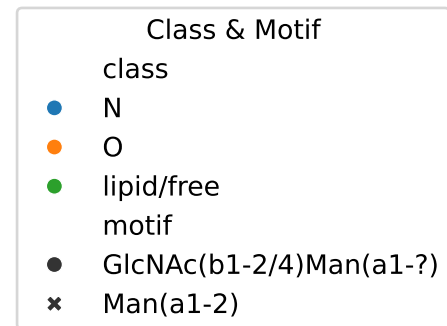 Class & Motif
class
N
O
lipid/free
motif
GlcNAc(b1-2/4)Man(a1-?)
Man(a1-2)